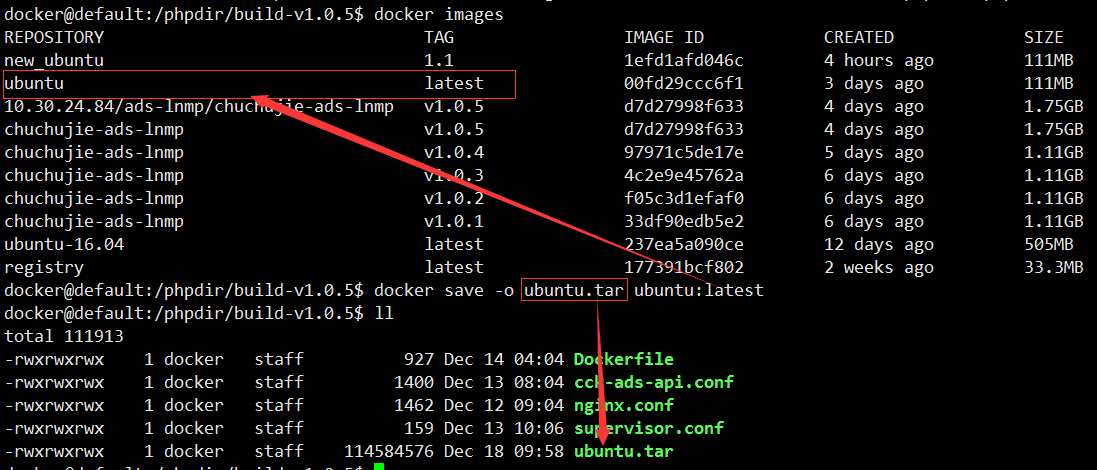 docker@default:/phpdir/build-v1.0.5$ docker images
REPOSITORY TAG IMAGE ID CREATED SIZE
new_ubuntu 1.1 1efd1afd046c 4 hours ago 111MB
ubuntu latest 00fd29ccc6f1 3 days ago 111MB
10.30.24.84/ads-lnmp/chuchujie-ads-lnmp v1.0.5 d7d27998f633 4 days ago 1.75GB
chuchujie-ads-lnmp v1.0.5 d7d27998f633 4 days ago 1.75GB
chuchujie-ads-lnmp v1.0.4 97971c5de17e 5 days ago 1.11GB
chuchujie-ads-lnmp v1.0.3 4c2e9e45762a 6 days ago 1.11GB
chuchujie-ads-lnmp v1.0.2 f05c3d1efaf0 6 days ago 1.11GB
chuchujie-ads-lnmp v1.0.1 33df90edb5e2 6 days ago 1.11GB
ubuntu-16.04 latest 237ea5a090ce 12 days ago 505MB
registry latest 177391bcf802 2 weeks ago 33.3MB
docker@default:/phpdir/build-v1.0.5$ docker save -o ubuntu.tar ubuntu:latest
docker@default:/phpdir/build-v1.0.5$ ll
total 111913
-rwxrwxrwx 1 docker staff 927 Dec 14 04:04 Dockerfile
-rwxrwxrwx 1 docker staff 1400 Dec 13 08:04 cck-ads-api.conf
-rwxrwxrwx 1 docker staff 1462 Dec 12 09:04 nginx.conf
-rwxrwxrwx 1 docker staff 159 Dec 13 10:06 supervisor.conf
-rwxrwxrwx 1 docker staff 114584576 Dec 18 09:58 ubuntu.tar
docker@default:/phpdir/build-v1.0.5$